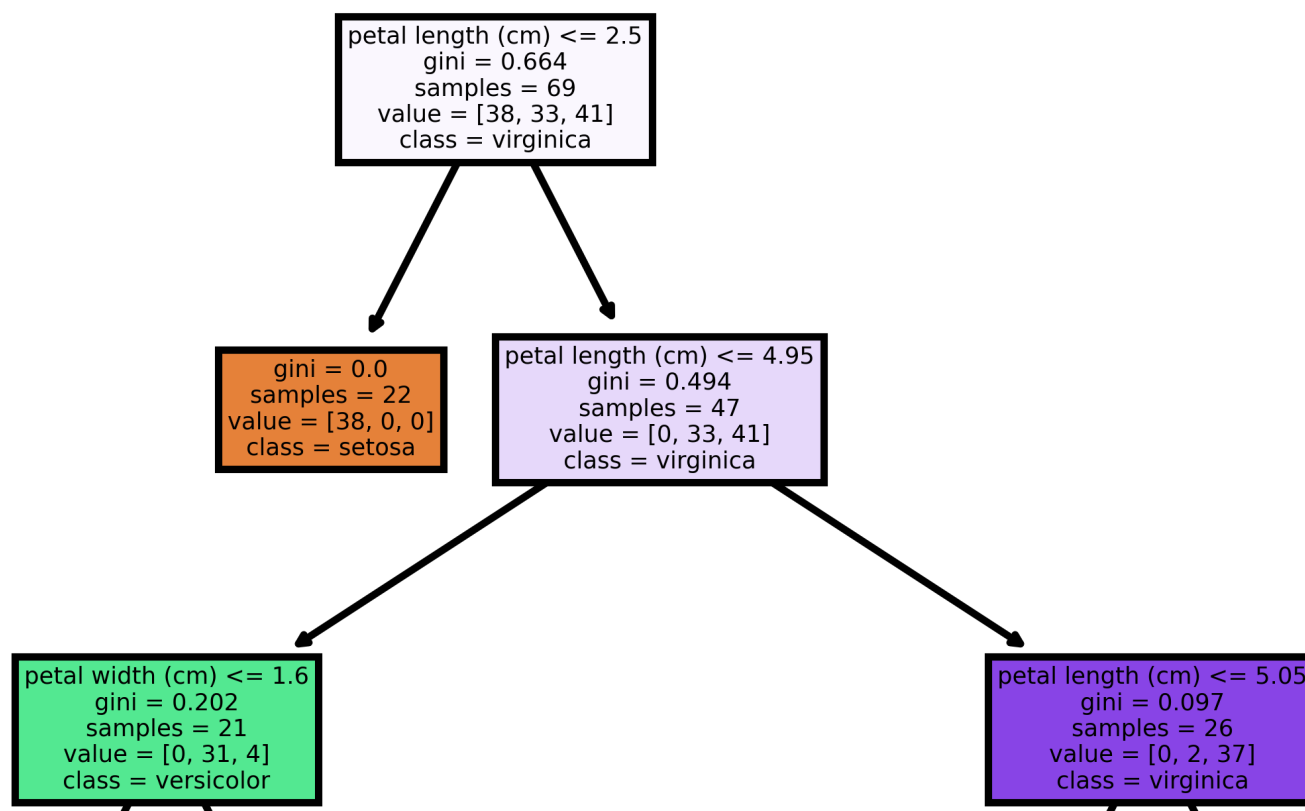 petal length (cm) <= 2.5
gini = 0.664
samples = 69
value = [38, 33, 41]
class = virginica
gini = 0.0
samples = 22
value = [38, 0, 0]
class = setosa
petal length (cm) <= 4.95
gini = 0.494
samples = 47
value = [0, 33, 41]
class = virginica
petal width (cm) <= 1.6
gini = 0.202
samples = 21
value = [0, 31, 4]
class = versicolor
petal length (cm) <= 5.05
gini = 0.097
samples = 26
value = [0, 2, 37]
class = virginica